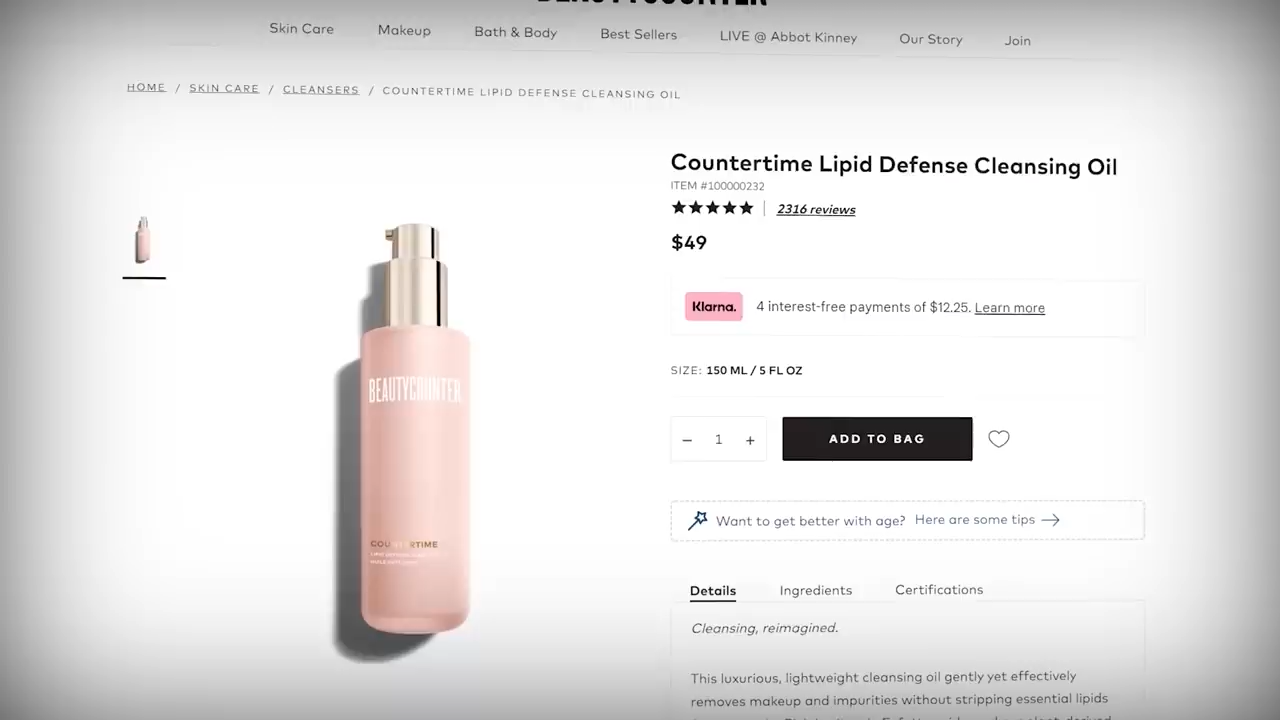 BEAUTYCOUNTER
Skin Care Makeup Bath & Body Best Sellers LIVE @ Abbot Kinney Our Story Join
HOME / SKIN CARE / CLEANSERS / COUNTERTIME LIPID DEFENSE CLEANSING OIL
Countertime Lipid Defense Cleansing Oil
ITEM #100000232
2316 reviews
$49
Klarna. 4 interest-free payments of $12.25. Learn more
SIZE: 150 ML / 5 FL OZ
− 1 + ADD TO BAG
Want to get better with age? Here are some tips →
Details Ingredients Certifications
Cleansing, reimagined.
This luxurious, lightweight cleansing oil gently yet effectively
removes makeup and impurities without stripping essential lipids
BEAUTYCOUNTER
COUNTERTIME